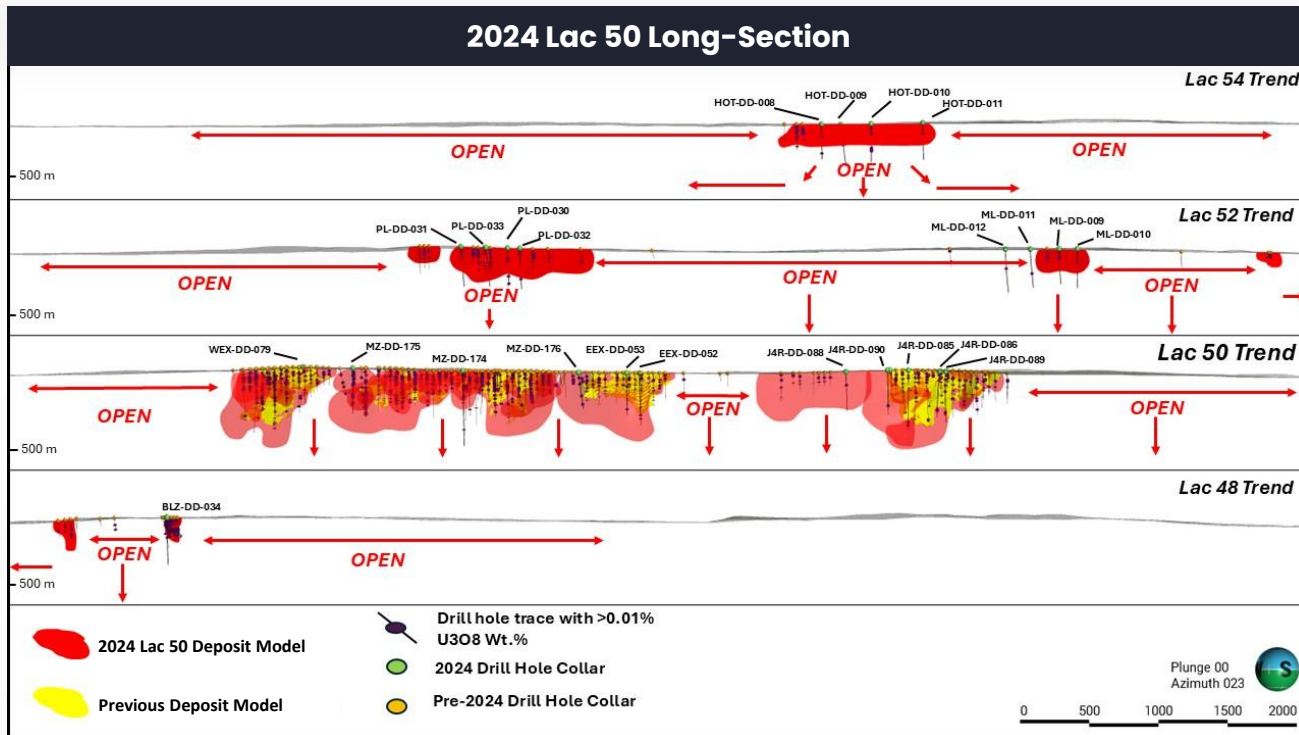 2024 Lac 50 Long-Section
Lac 54 Trend
HOT-DD-008
HOT-DD-009
HOT-DD-010
HOT-DD-011
OPEN
OPEN
OPEN
500 m
Lac 52 Trend
PL-DD-031
PL-DD-033
PL-DD-030
PL-DD-032
ML-DD-012
ML-DD-011
ML-DD-009
ML-DD-010
OPEN
OPEN
OPEN
OPEN
500 m
Lac 50 Trend
WEX-DD-079
MZ-DD-175
MZ-DD-174
MZ-DD-176
EEX-DD-053
EEX-DD-052
J4R-DD-088
J4R-DD-090
J4R-DD-085
J4R-DD-086
J4R-DD-089
OPEN
OPEN
OPEN
500 m
Lac 48 Trend
BLZ-DD-034
OPEN
OPEN
500 m
2024 Lac 50 Deposit Model
Previous Deposit Model
Drill hole trace with >0.01%
U3O8 Wt.%
2024 Drill Hole Collar
Pre-2024 Drill Hole Collar
Plunge 00
Azimuth 023
S
0 500 1000 1500 2000